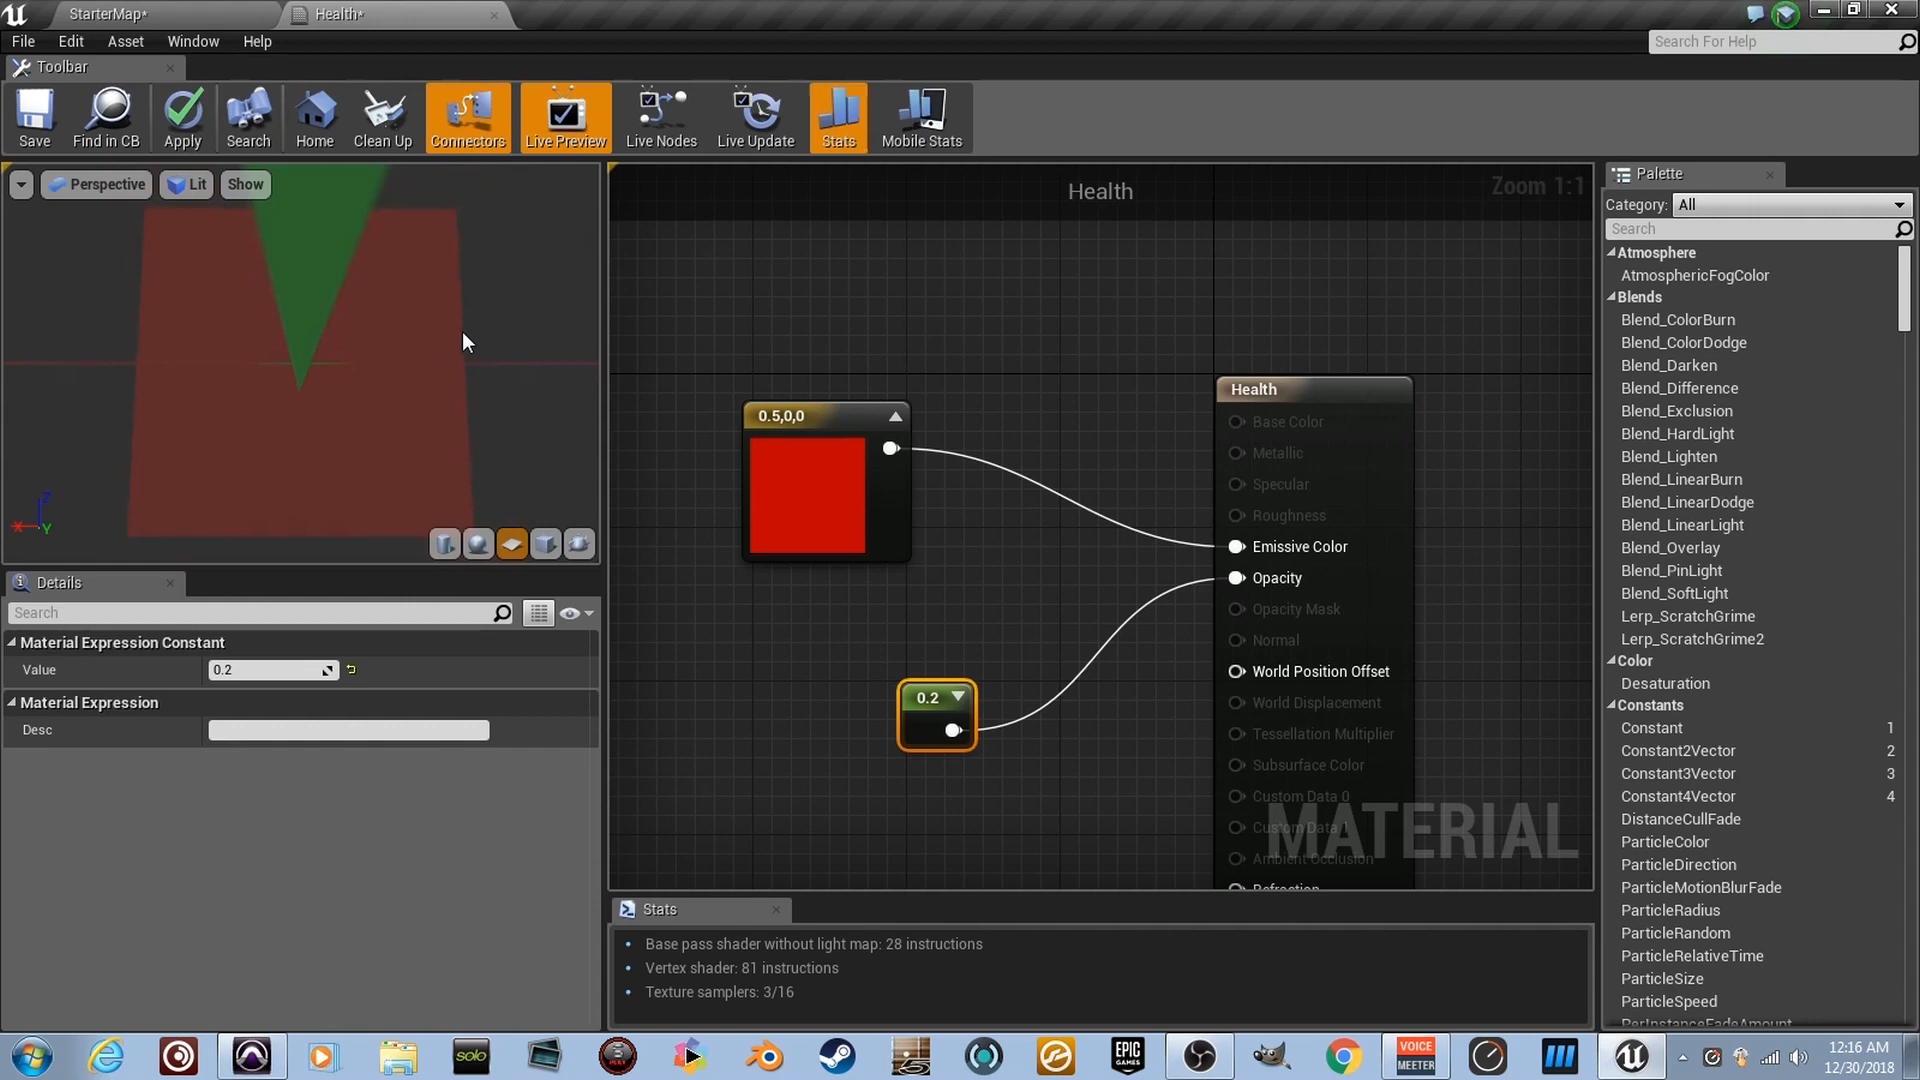 StarterMap*
Health*
File
Edit
Asset
Window
Help
Search For Help
Toolbar
Save
Find in CB
Apply
Search
Home
Clean Up
Connectors
Live Preview
Live Nodes
Live Update
Stats
Mobile Stats
Perspective
Lit
Show
X
Z
Y
Details
Search
Material Expression Constant
Value
0.2
Material Expression
Desc
Health
Zoom 1:1
0.5,0,0
0.2
Health
Base Color
Metallic
Specular
Roughness
Emissive Color
Opacity
Opacity Mask
Normal
World Position Offset
World Displacement
Tessellation Multiplier
Subsurface Color
Custom Data 0
Custom Data 1
Ambient Occlusion
Refraction
MATERIAL
Stats
Base pass shader without light map: 28 instructions
Vertex shader: 81 instructions
Texture samplers: 3/16
Palette
Category: All
Search
Atmosphere
AtmosphericFogColor
Blends
Blend_ColorBurn
Blend_ColorDodge
Blend_Darken
Blend_Difference
Blend_Exclusion
Blend_HardLight
Blend_Lighten
Blend_LinearBurn
Blend_LinearDodge
Blend_LinearLight
Blend_Overlay
Blend_PinLight
Blend_SoftLight
Lerp_ScratchGrime
Lerp_ScratchGrime2
Color
Desaturation
Constants
Constant 1
Constant2Vector 2
Constant3Vector 3
Constant4Vector 4
DistanceCullFade
ParticleColor
ParticleDirection
ParticleMotionBlurFade
ParticleRadius
ParticleRandom
ParticleRelativeTime
ParticleSize
ParticleSpeed
PerInstanceFadeAmount
solo
EPIC
GAMES
VOICE
MEETER
12:16 AM
12/30/2018